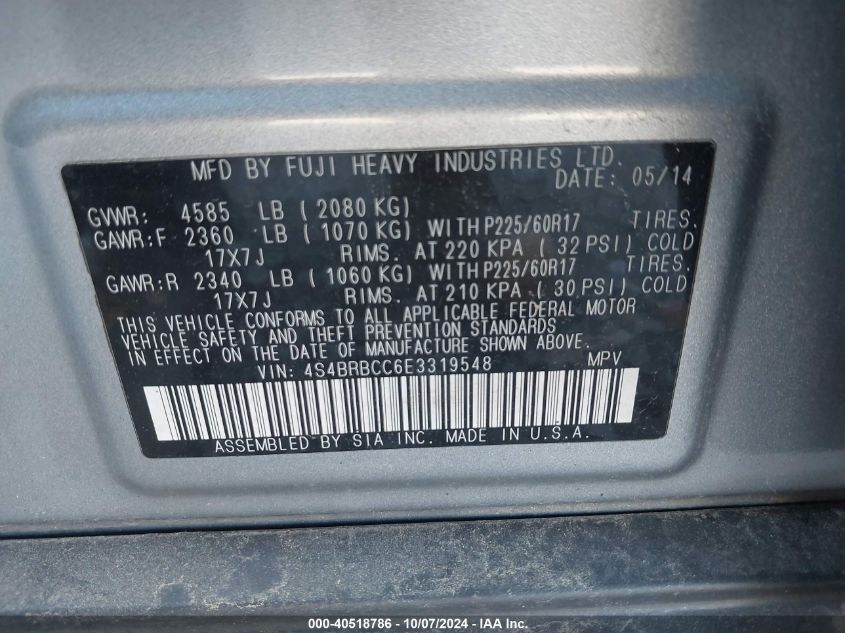 MFD BY FUJI HEAVY INDUSTRIES LTD.
DATE: 05/14
GVWR: 4585 LB ( 2080 KG)
GAWR:F 2360 LB ( 1070 KG) WITH P225/60R17 TIRES.
17X7J RIMS. AT 220 KPA ( 32 PSI) COLD
GAWR:R 2340 LB ( 1060 KG) WITH P225/60R17 TIRES.
17X7J RIMS. AT 210 KPA ( 30 PSI) COLD
THIS VEHICLE CONFORMS TO ALL APPLICABLE FEDERAL MOTOR
VEHICLE SAFETY AND THEFT PREVENTION STANDARDS
IN EFFECT ON THE DATE OF MANUFACTURE SHOWN ABOVE.
VIN: 4S4BRBCC6E3319548 MPV
ASSEMBLED BY SIA INC. MADE IN U.S.A.
000-40518786 - 10/07/2024 - IAA Inc.